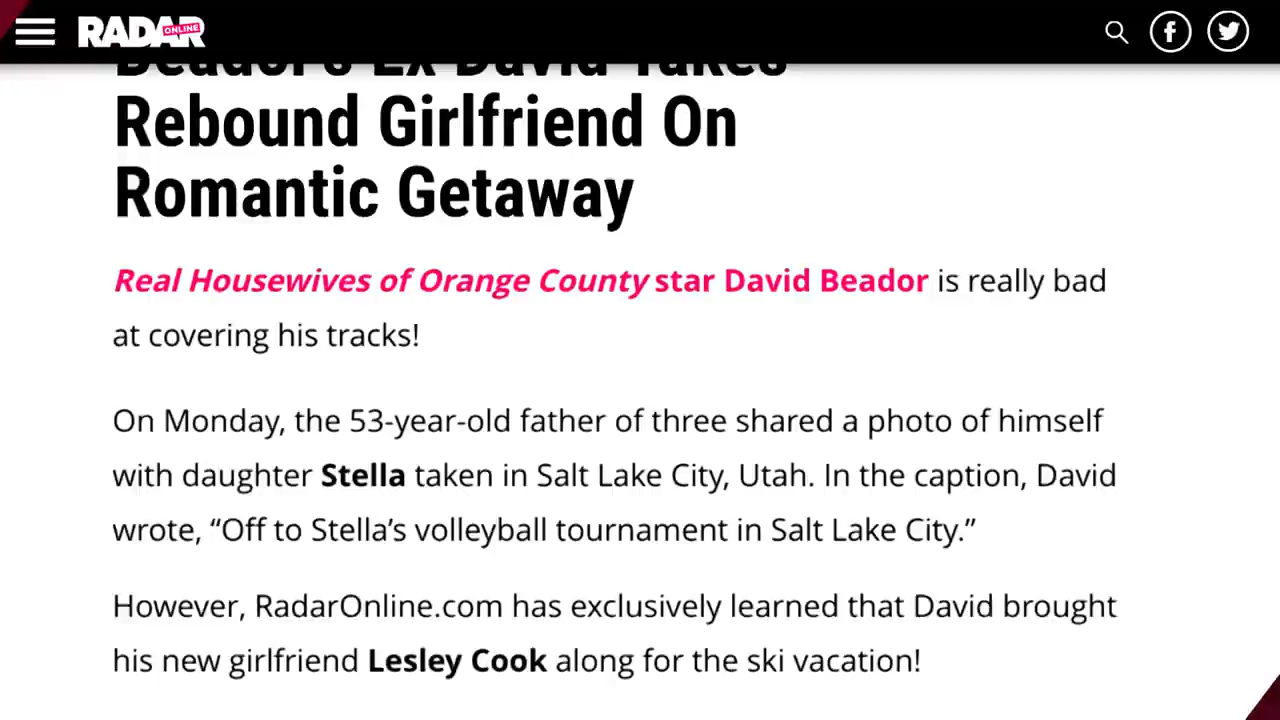 RADAR ONLINE
Beador's Ex David Takes
Rebound Girlfriend On
Romantic Getaway
Real Housewives of Orange County star David Beador is really bad
at covering his tracks!
On Monday, the 53-year-old father of three shared a photo of himself
with daughter Stella taken in Salt Lake City, Utah. In the caption, David
wrote, “Off to Stella’s volleyball tournament in Salt Lake City.”
However, RadarOnline.com has exclusively learned that David brought
his new girlfriend Lesley Cook along for the ski vacation!